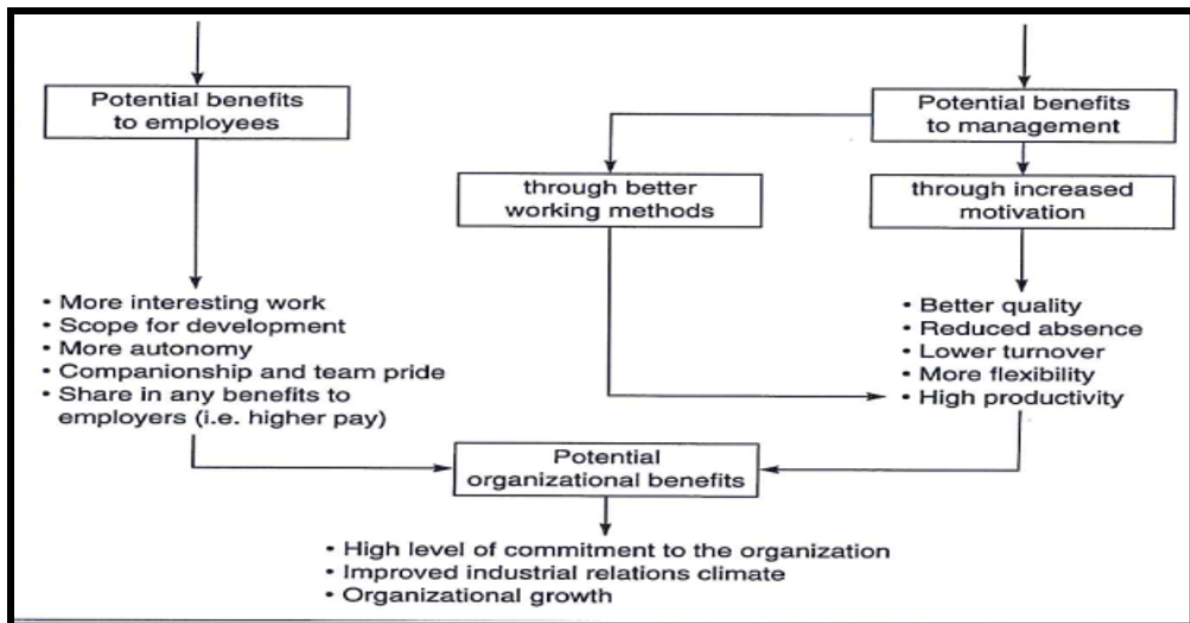 Potential benefits
to employees
Potential benefits
to management
through better
working methods
through increased
motivation
• More interesting work
• Scope for development
• More autonomy
• Companionship and team pride
• Share in any benefits to
employers (i.e. higher pay)
• Better quality
• Reduced absence
• Lower turnover
• More flexibility
• High productivity
Potential
organizational benefits
• High level of commitment to the organization
• Improved industrial relations climate
• Organizational growth